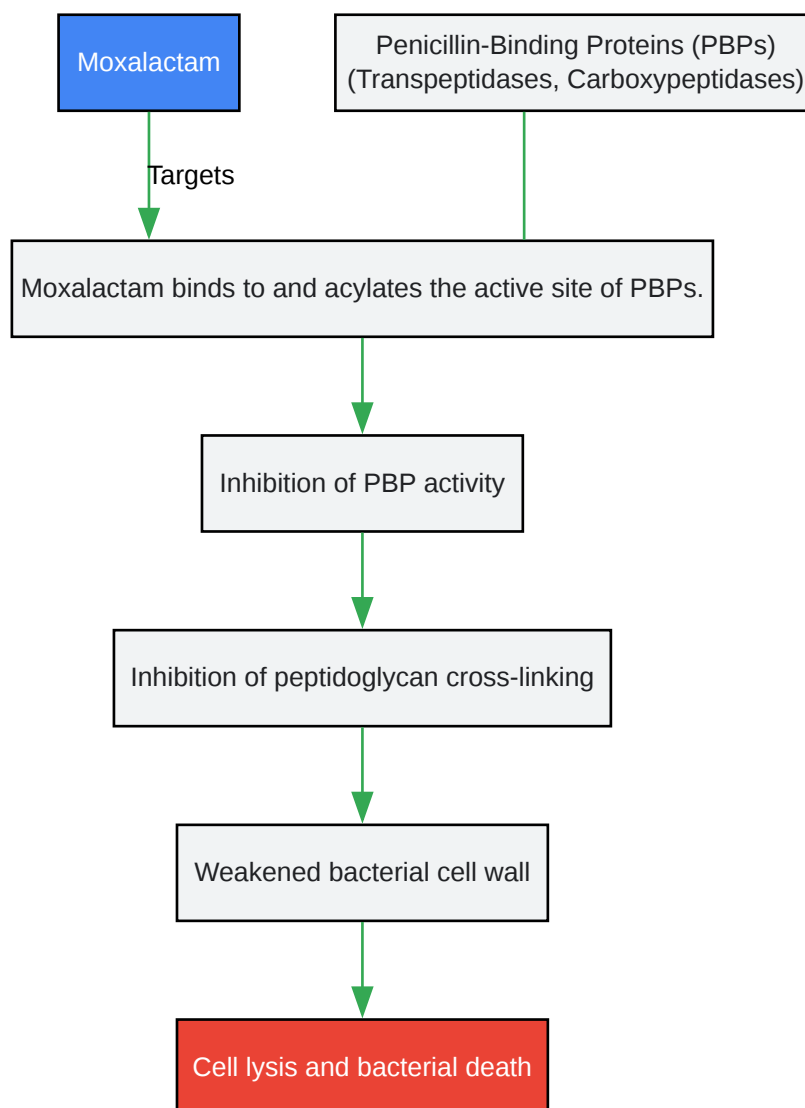 Moxalactam
Penicillin-Binding Proteins (PBPs)
(Transpeptidases, Carboxypeptidases)
Targets
Moxalactam binds to and acylates the active site of PBPs.
Inhibition of PBP activity
Inhibition of peptidoglycan cross-linking
Weakened bacterial cell wall
Cell lysis and bacterial death